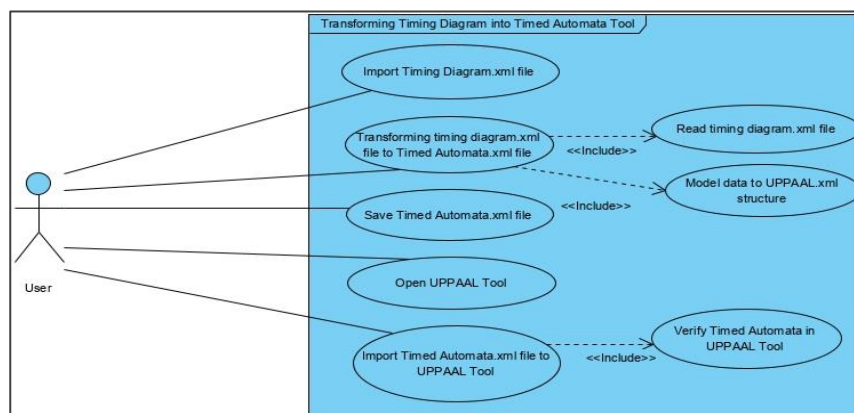 Transforming Timing Diagram into Timed Automata Tool
Import Timing Diagram.xml file
Transforming timing diagram.xml
file to Timed Automata.xml file
<<Include>>
Read timing diagram.xml file
Model data to UPPAAL.xml
structure
<<Include>>
Save Timed Automata.xml file
User
Open UPPAAL Tool
Import Timed Automata.xml file to
UPPAAL Tool
<<Include>>
Verify Timed Automata in
UPPAAL Tool